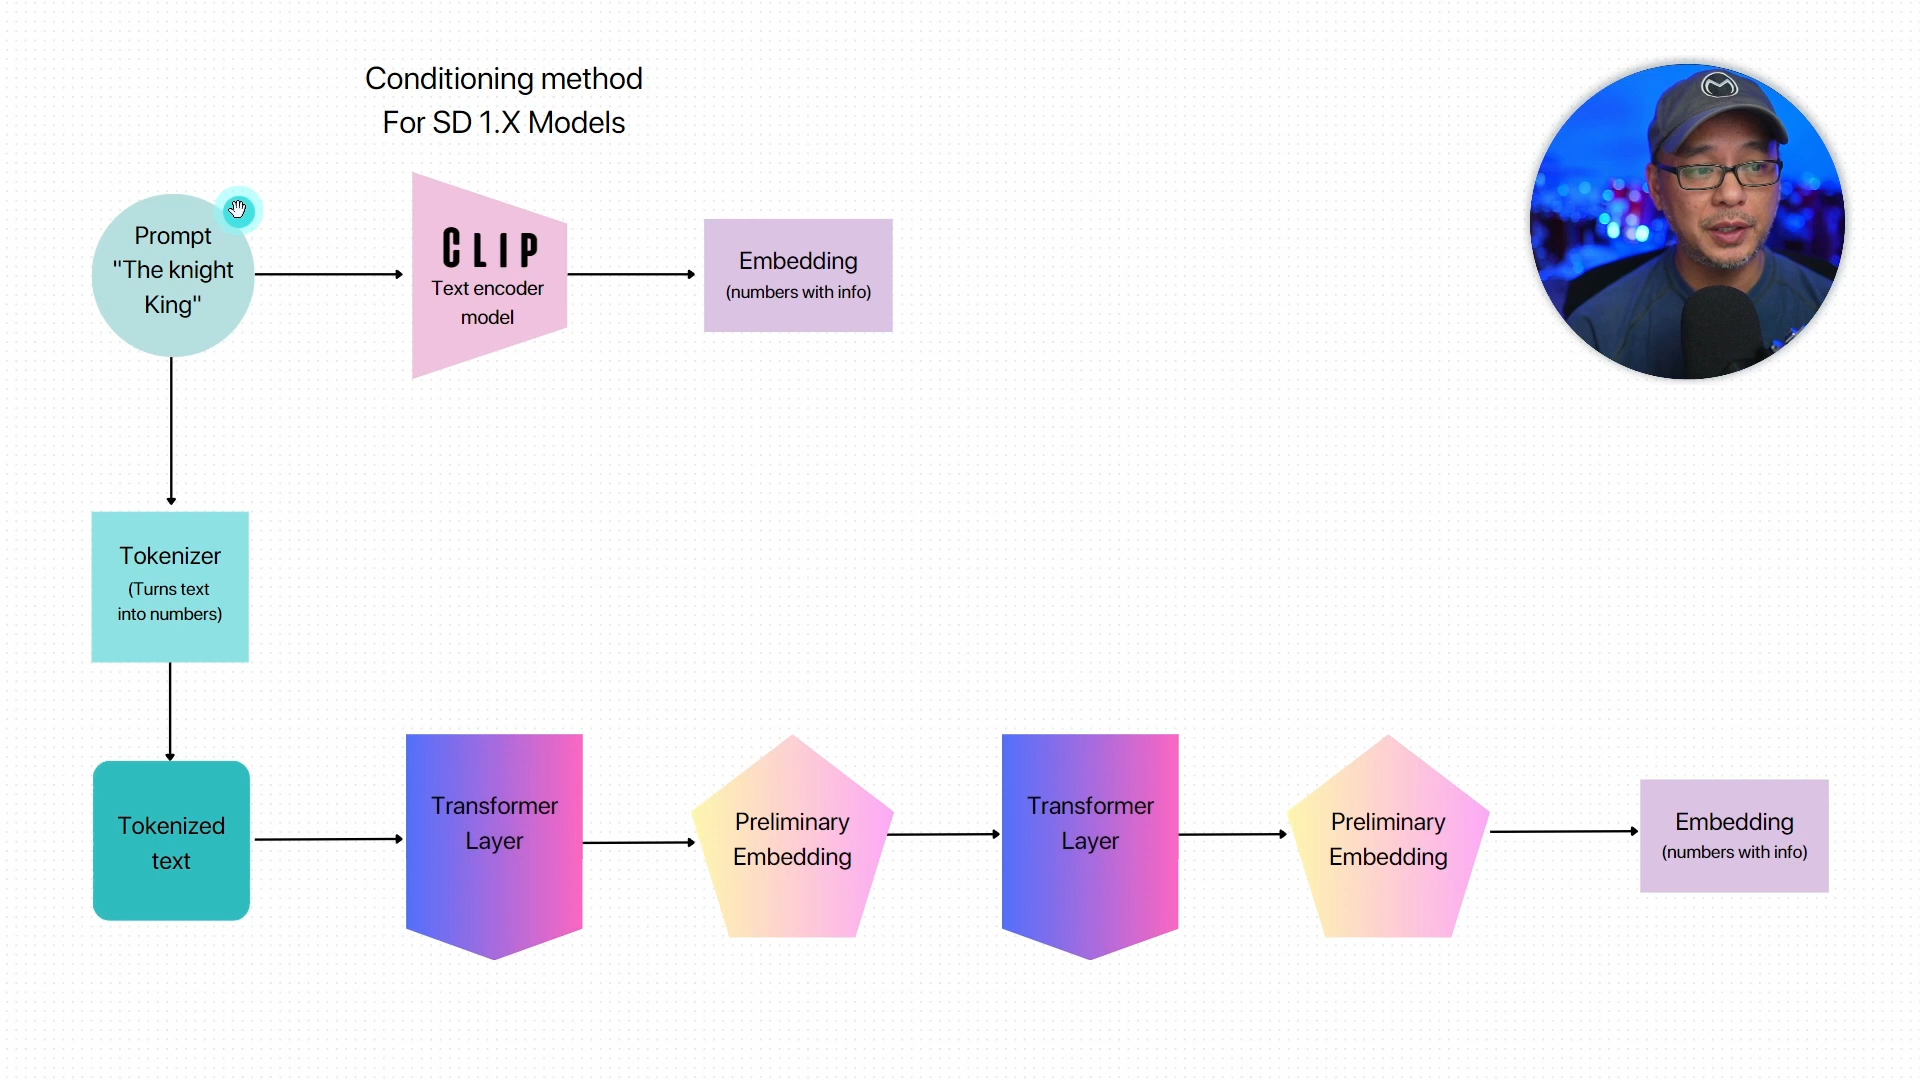 Conditioning method
For SD 1.X Models
Prompt
"The knight
King"
CLIP
Text encoder
model
Embedding
(numbers with info)
Tokenizer
(Turns text
into numbers)
Tokenized
text
Transformer
Layer
Preliminary
Embedding
Transformer
Layer
Preliminary
Embedding
Embedding
(numbers with info)